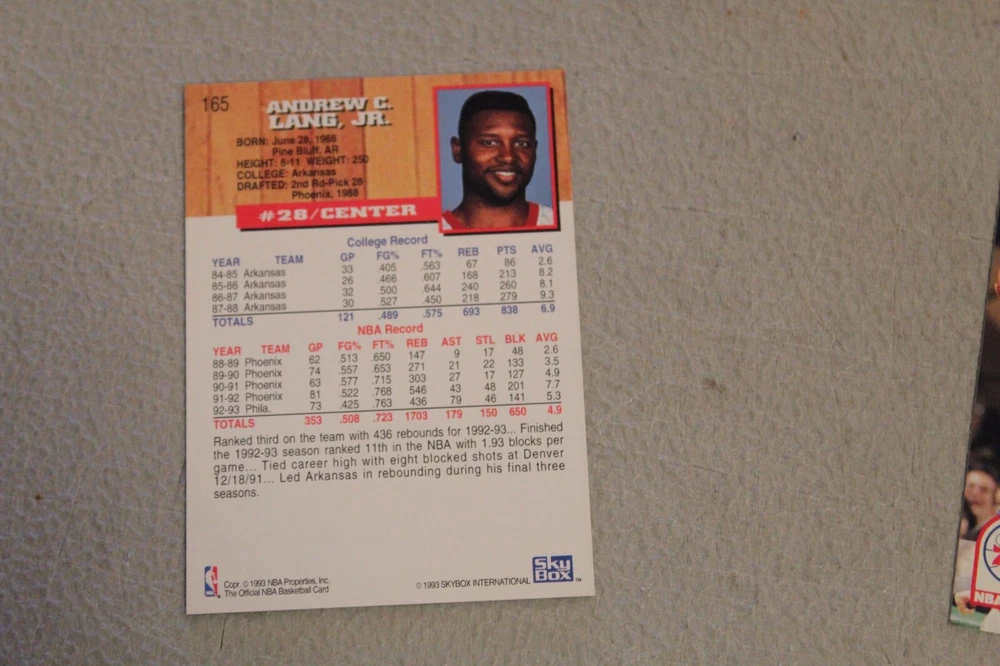 165
ANDREW C.
LANG, JR.
BORN: June 28, 1966
Pine Bluff, AR
HEIGHT: 6-11 WEIGHT: 250
COLLEGE: Arkansas
DRAFTED: 2nd Rd-Pick 28
Phoenix, 1988
#28/CENTER
College Record
YEAR TEAM GP FG% FT% REB PTS AVG
84-85 Arkansas 33 .405 .563 67 86 2.6
85-86 Arkansas 26 .466 .607 168 213 8.2
86-87 Arkansas 32 .500 .644 240 260 8.1
87-88 Arkansas 30 .527 .450 218 279 9.3
TOTALS 121 .489 .575 693 838 6.9
NBA Record
YEAR TEAM GP FG% FT% REB AST STL BLK AVG
88-89 Phoenix 62 .513 .650 147 9 17 48 2.6
89-90 Phoenix 74 .557 .653 271 21 22 133 3.5
90-91 Phoenix 63 .577 .715 303 27 17 127 4.9
91-92 Phoenix 81 .522 .768 546 43 48 201 7.7
92-93 Phila. 73 .425 .763 436 79 46 141 5.3
TOTALS 353 .508 .723 1703 179 150 650 4.9
Ranked third on the team with 436 rebounds for 1992-93... Finished
the 1992-93 season ranked 11th in the NBA with 1.93 blocks per
game... Tied career high with eight blocked shots at Denver
12/18/91... Led Arkansas in rebounding during his final three
seasons.
Copr. © 1993 NBA Properties, Inc.
The Official NBA Basketball Card
© 1993 SKYBOX INTERNATIONAL
Sky
Box
TM
NBA